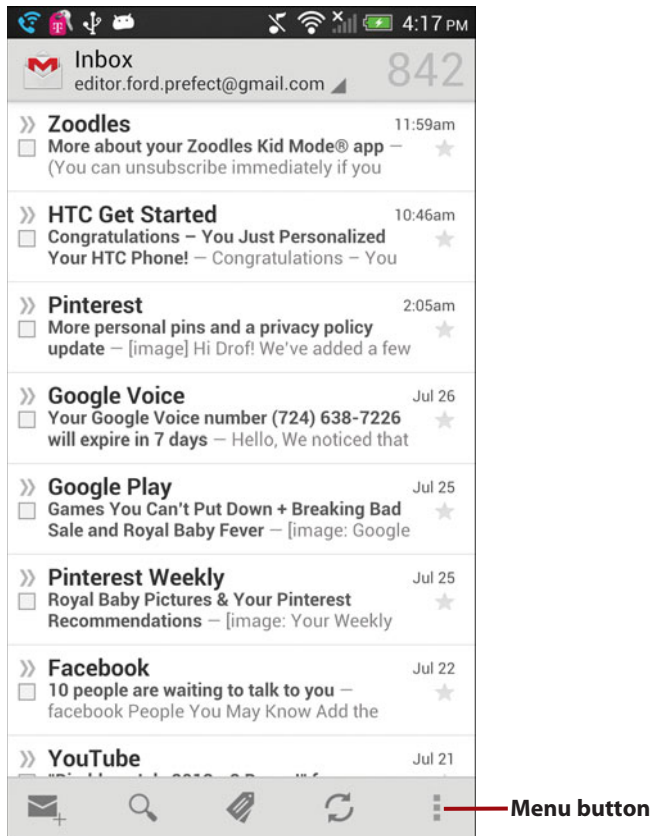 4:17 PM
Inbox
editor.ford.prefect@gmail.com
842
Zoodles 11:59am
More about your Zoodles Kid Mode® app –
(You can unsubscribe immediately if you
HTC Get Started 10:46am
Congratulations – You Just Personalized
Your HTC Phone! – Congratulations – You
Pinterest 2:05am
More personal pins and a privacy policy
update – [image] Hi Drof! We've added a few
Google Voice Jul 26
Your Google Voice number (724) 638-7226
will expire in 7 days – Hello, We noticed that
Google Play Jul 25
Games You Can't Put Down + Breaking Bad
Sale and Royal Baby Fever – [image: Google
Pinterest Weekly Jul 25
Royal Baby Pictures & Your Pinterest
Recommendations – [image: Your Weekly
Facebook Jul 22
10 people are waiting to talk to you –
facebook People You May Know Add the
YouTube Jul 21
Menu button